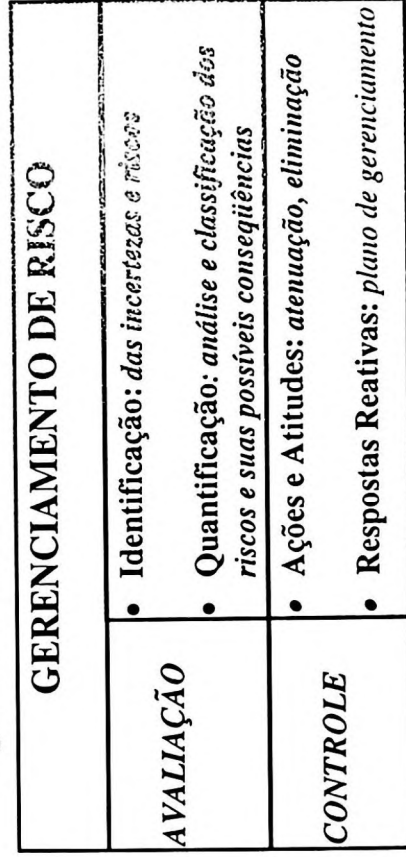 GERENCIAMENTO DE RISCO
AVALIAÇÃO
• Identificação: das incertezas e riscos
• Quantificação: análise e classificação dos
riscos e suas possíveis conseqüências
CONTROLE
• Ações e Atitudes: atenuação, eliminação
• Respostas Reativas: plano de gerenciamento